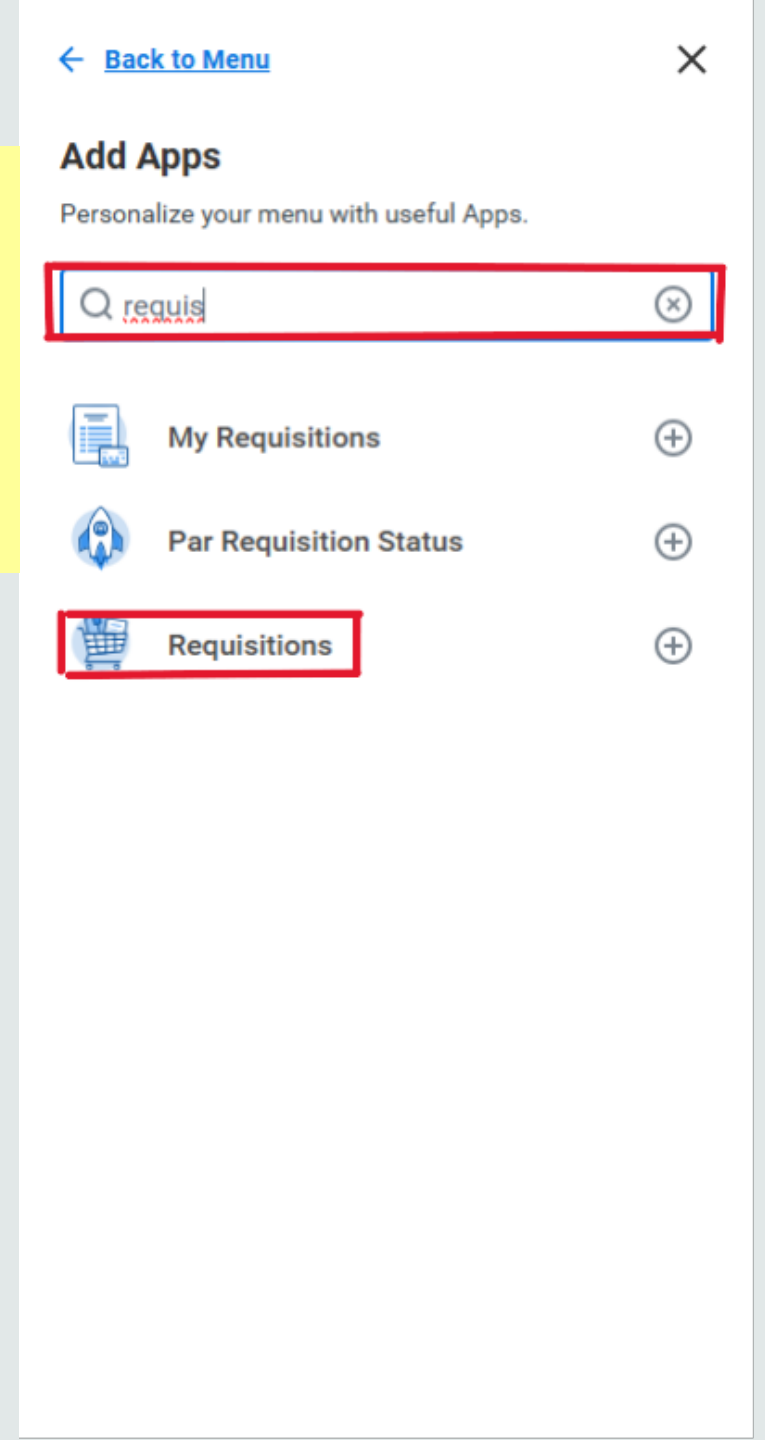 Back to Menu
Add Apps
Personalize your menu with useful Apps.
requis
My Requisitions
Par Requisition Status
Requisitions